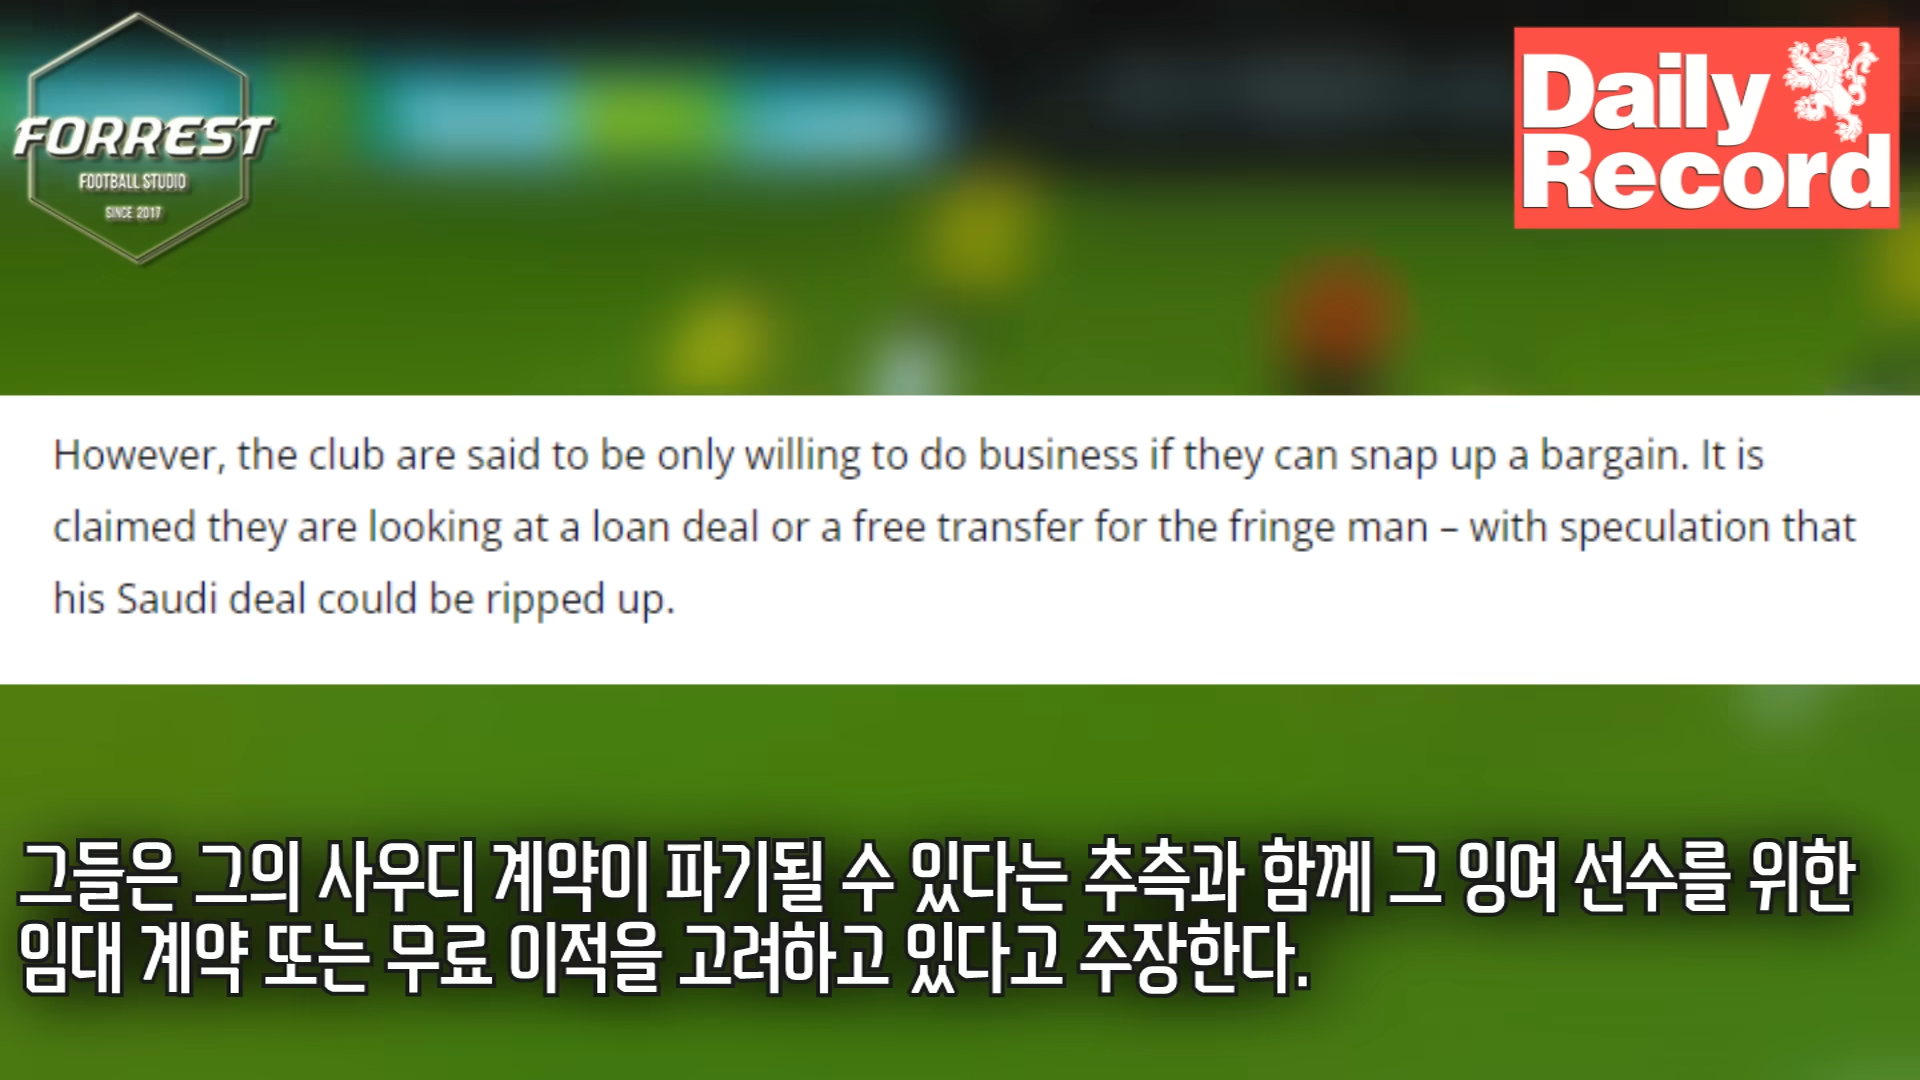 FORREST
FOOTBALL STUDIO
SINCE 2017
Daily
Record
However, the club are said to be only willing to do business if they can snap up a bargain. It is
claimed they are looking at a loan deal or a free transfer for the fringe man – with speculation that
his Saudi deal could be ripped up.
그들은 그의 사우디 계약이 파기될 수 있다는 추측과 함께 그 잉여 선수를 위한
임대 계약 또는 무료 이적을 고려하고 있다고 주장한다.